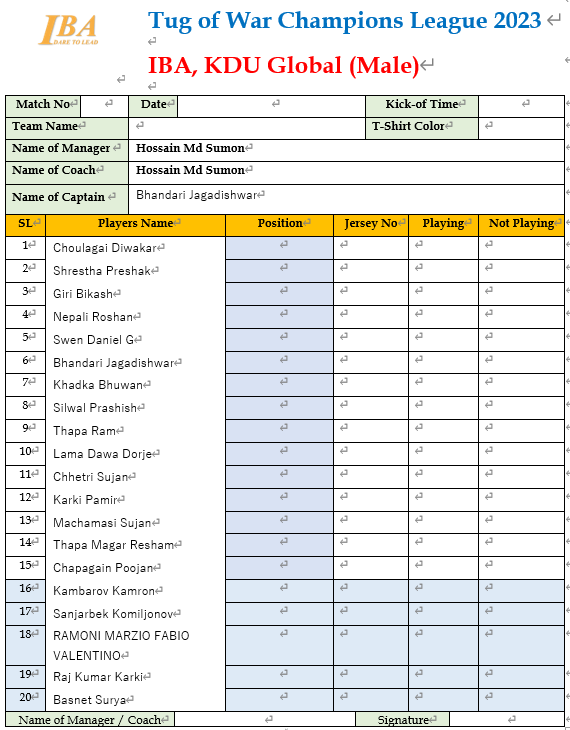 IBA
DARE TO LEAD
Tug of War Champions League 2023
IBA, KDU Global (Male)
Match No Date Kick-of Time
Team Name T-Shirt Color
Name of Manager Hossain Md Sumon
Name of Coach Hossain Md Sumon
Name of Captain Bhandari Jagadishwar
SL Players Name Position Jersey No Playing Not Playing
1 Choulagai Diwakar
2 Shrestha Preshak
3 Giri Bikash
4 Nepali Roshan
5 Swen Daniel G
6 Bhandari Jagadishwar
7 Khadka Bhuwan
8 Silwal Prashish
9 Thapa Ram
10 Lama Dawa Dorje
11 Chhetri Sujan
12 Karki Pamir
13 Machamasi Sujan
14 Thapa Magar Resham
15 Chapagain Poojan
16 Kambarov Kamron
17 Sanjarbek Komiljonov
18 RAMONI MARZIO FABIO
VALENTINO
19 Raj Kumar Karki
20 Basnet Surya
Name of Manager / Coach Signature